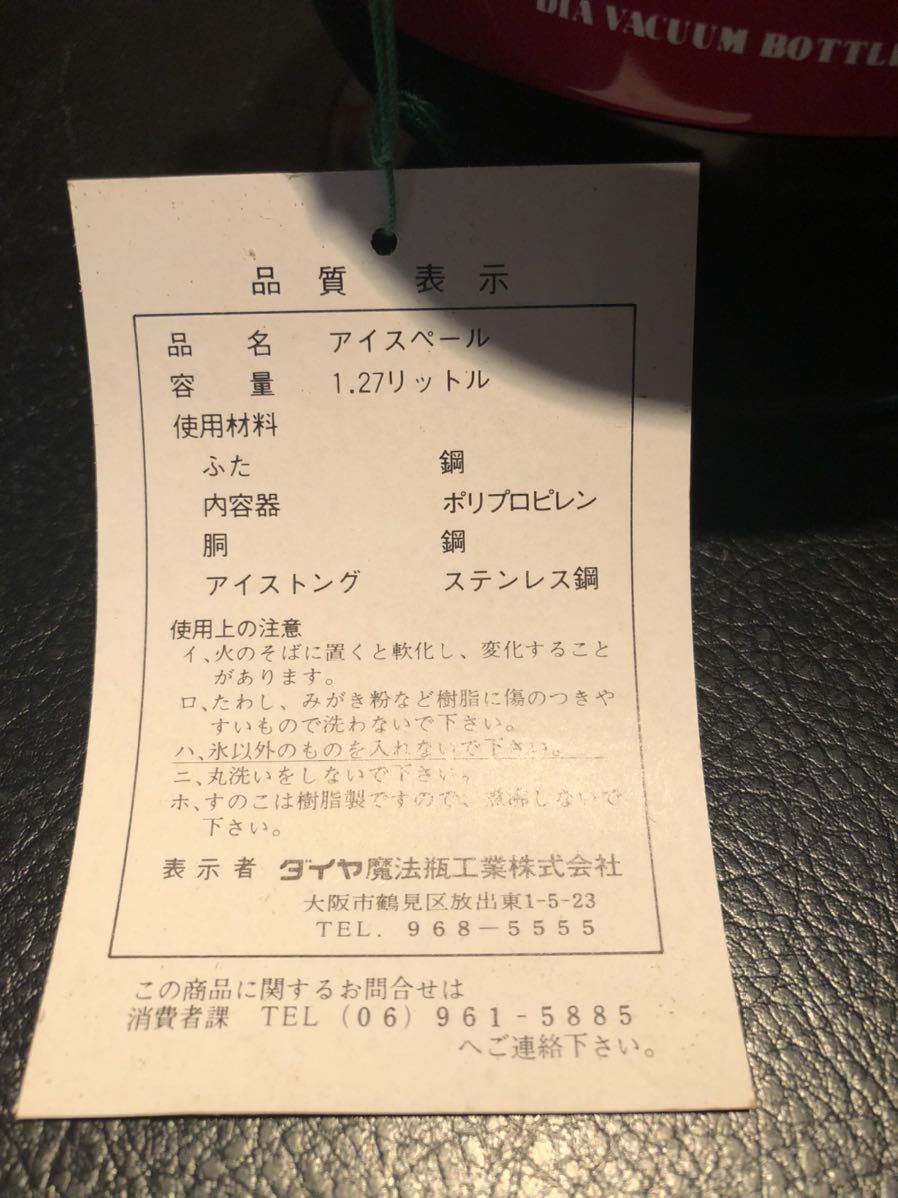 DIA VACUUM BOTTL
品質 表示
品名 アイスペール
容量 1.27リットル
使用材料
ふた 鋼
内容器 ポリプロピレン
胴 鋼
アイストング ステンレス鋼
使用上の注意
イ、火のそばに置くと軟化し、変化すること
があります。
ロ、たわし、みがき粉など樹脂に傷のつきや
すいもので洗わないで下さい。
ハ、氷以外のものを入れないで下さい。
ニ、丸洗いをしないで下さい。
ホ、すのこは樹脂製ですので、煮沸しないで
下さい。
表示者 ダイヤ魔法瓶工業株式会社
大阪市鶴見区放出東1-5-23
TEL. 968-5555
この商品に関するお問合せは
消費者課 TEL (06) 961-5885
へご連絡下さい。